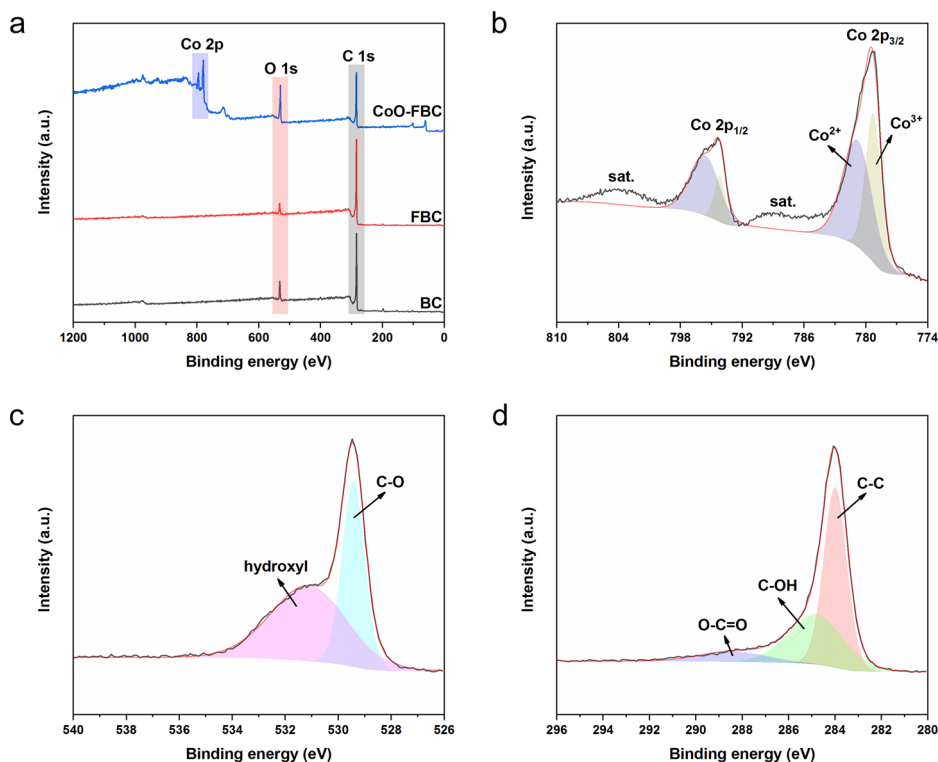 a
Co 2p
O 1s
C 1s
CoO-FBC
FBC
BC
Intensity (a.u.)
1200 1000 800 600 400 200 0
Binding energy (eV)
b
Co 2p3/2
Co 2p1/2
Co2+
Co3+
sat.
sat.
Intensity (a.u.)
810 804 798 792 786 780 774
Binding energy (eV)
c
C-O
hydroxyl
Intensity (a.u.)
540 538 536 534 532 530 528 526
Binding energy (eV)
d
C-C
C-OH
O-C=O
Intensity (a.u.)
296 294 292 290 288 286 284 282 280
Binding energy (eV)